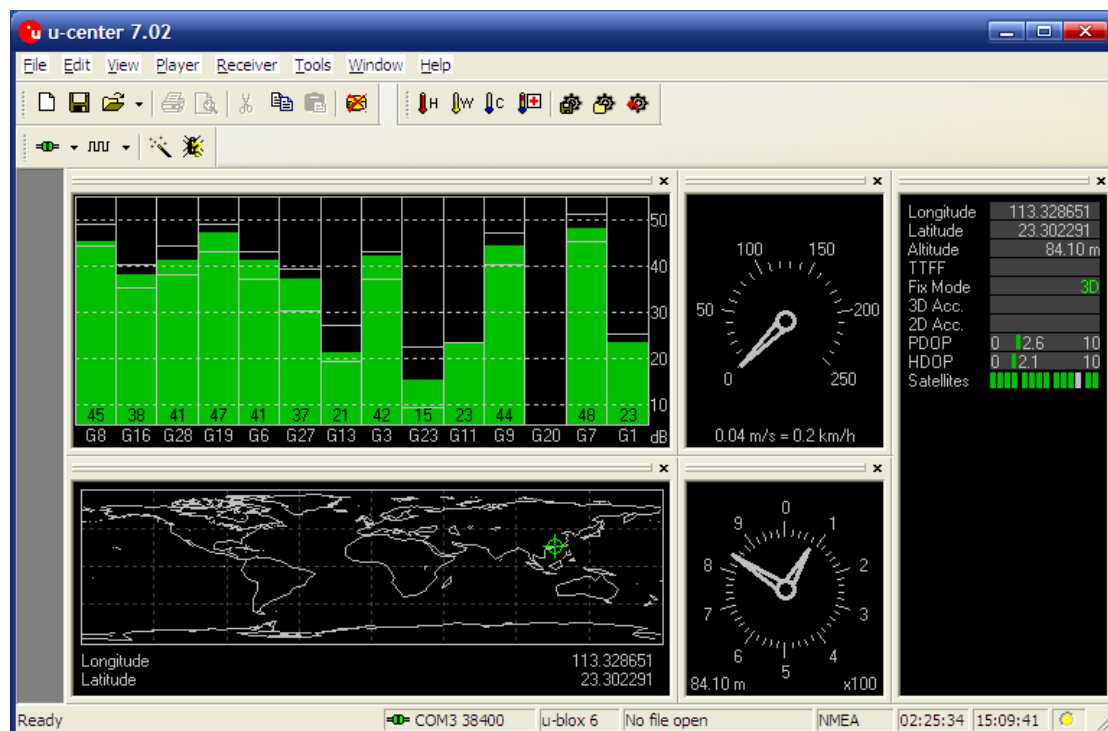 u-center 7.02
File Edit View Player Receiver Tools Window Help
H W C
50
40
30
20
10
45 38 41 47 41 37 21 42 15 23 44 48 23
G8 G16 G28 G19 G6 G27 G13 G3 G23 G11 G9 G20 G7 G1 dB
100 150
50 200
0 250
0.04 m/s = 0.2 km/h
Longitude 113.328651
Latitude 23.302291
Altitude 84.10 m
TTFF
Fix Mode 3D
3D Acc.
2D Acc.
PDOP 0 2.6 10
HDOP 0 2.1 10
Satellites
Longitude 113.328651
Latitude 23.302291
0
9 1
8 2
7 3
6 4
5
84.10 m x100
Ready COM3 38400 u-blox 6 No file open NMEA 02:25:34 15:09:41